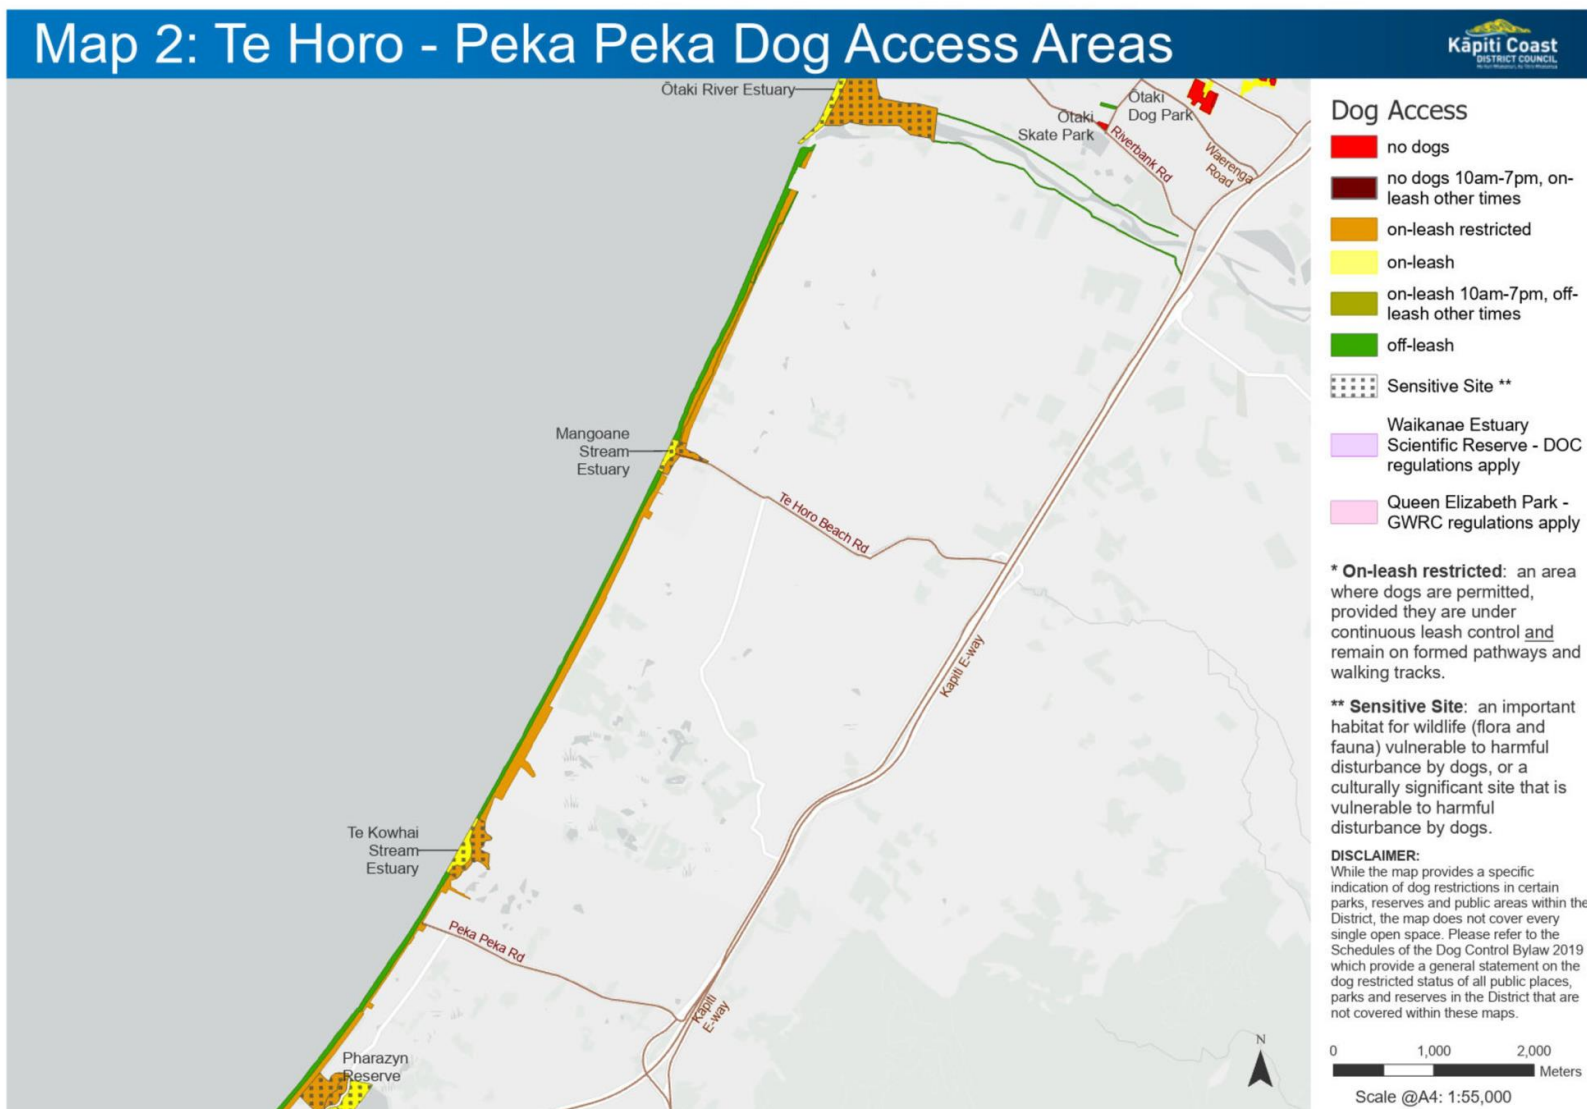 Map 2: Te Horo - Peka Peka Dog Access Areas
Kāpiti Coast
DISTRICT COUNCIL
Ōtaki River Estuary
Ōtaki
Skate Park
Ōtaki
Dog Park
Riverbank Rd
Waerenga
Road
Mangoane
Stream
Estuary
Te Horo Beach Rd
Kapiti E-way
Te Kowhai
Stream
Estuary
Peka Peka Rd
Kapiti
E-way
Pharazyn
Reserve
Dog Access
no dogs
no dogs 10am-7pm, on-
leash other times
on-leash restricted
on-leash
on-leash 10am-7pm, off-
leash other times
off-leash
Sensitive Site **
Waikanae Estuary
Scientific Reserve - DOC
regulations apply
Queen Elizabeth Park -
GWRC regulations apply
* On-leash restricted: an area
where dogs are permitted,
provided they are under
continuous leash control and
remain on formed pathways and
walking tracks.
** Sensitive Site: an important
habitat for wildlife (flora and
fauna) vulnerable to harmful
disturbance by dogs, or a
culturally significant site that is
vulnerable to harmful
disturbance by dogs.
DISCLAIMER:
While the map provides a specific
indication of dog restrictions in certain
parks, reserves and public areas within the
District, the map does not cover every
single open space. Please refer to the
Schedules of the Dog Control Bylaw 2019
which provide a general statement on the
dog restricted status of all public places,
parks and reserves in the District that are
not covered within these maps.
N
0 1,000 2,000
Meters
Scale @A4: 1:55,000